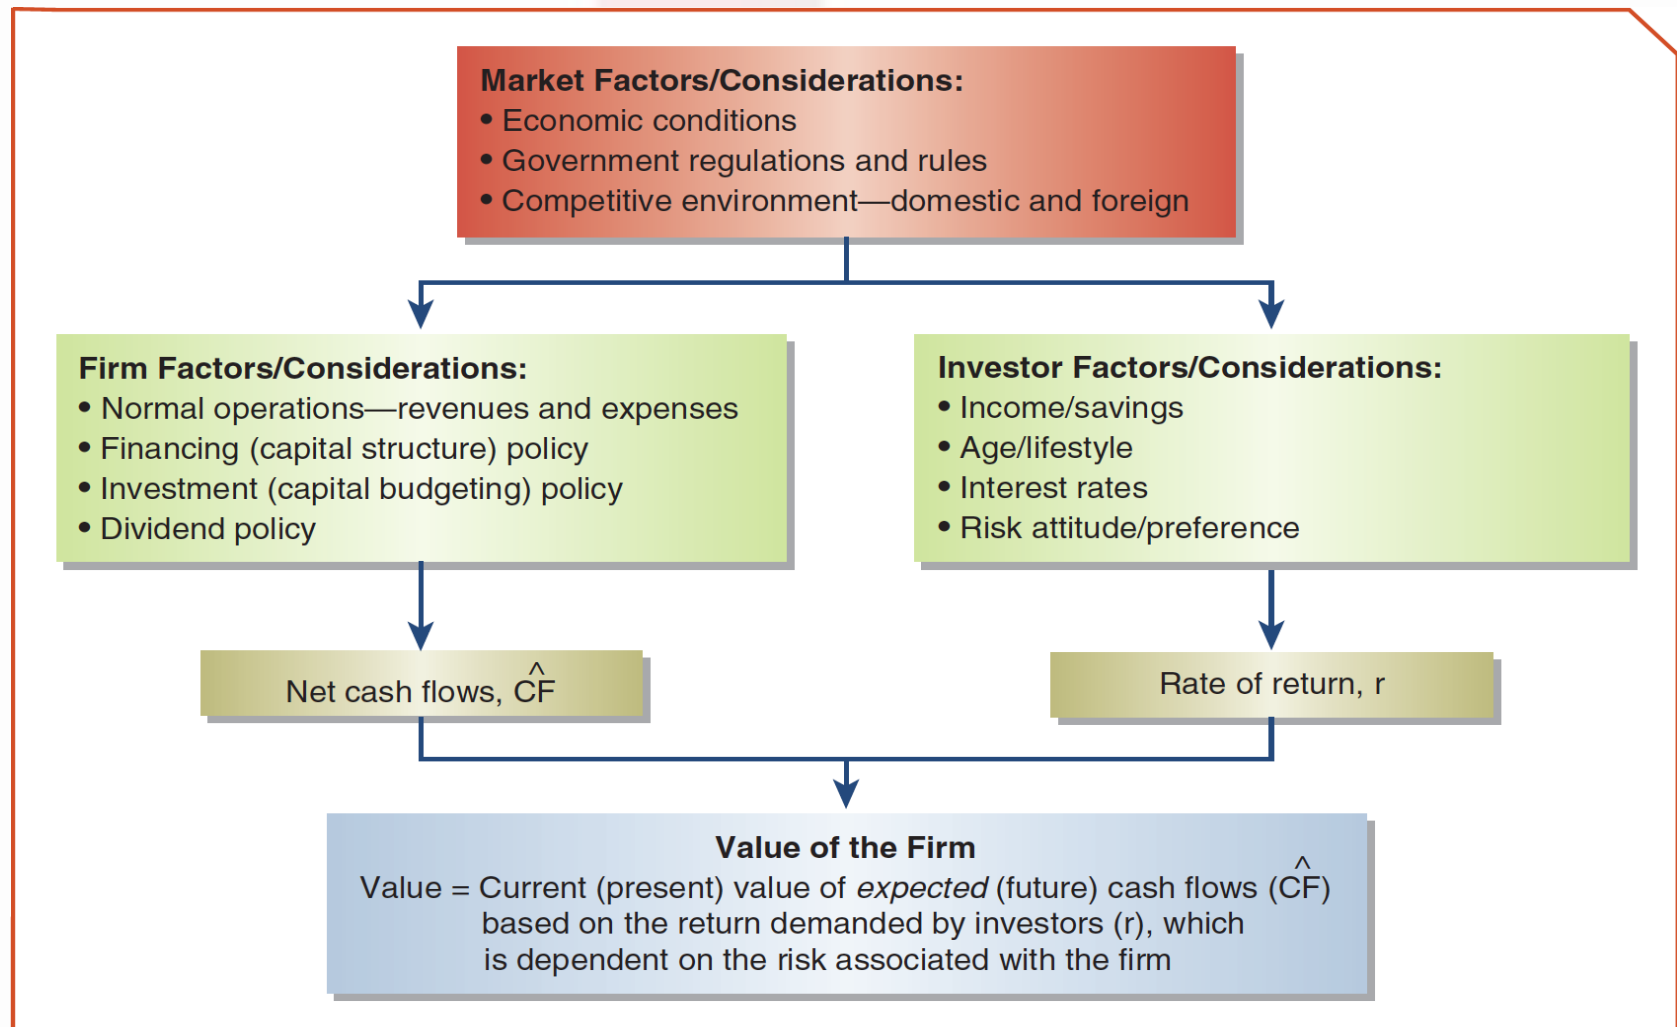 Market Factors/Considerations:
• Economic conditions
• Government regulations and rules
• Competitive environment—domestic and foreign
Firm Factors/Considerations:
• Normal operations—revenues and expenses
• Financing (capital structure) policy
• Investment (capital budgeting) policy
• Dividend policy
Investor Factors/Considerations:
• Income/savings
• Age/lifestyle
• Interest rates
• Risk attitude/preference
Net cash flows, C͡F̂
Rate of return, r
Value of the Firm
Value = Current (present) value of expected (future) cash flows (CF̂)
based on the return demanded by investors (r), which
is dependent on the risk associated with the firm